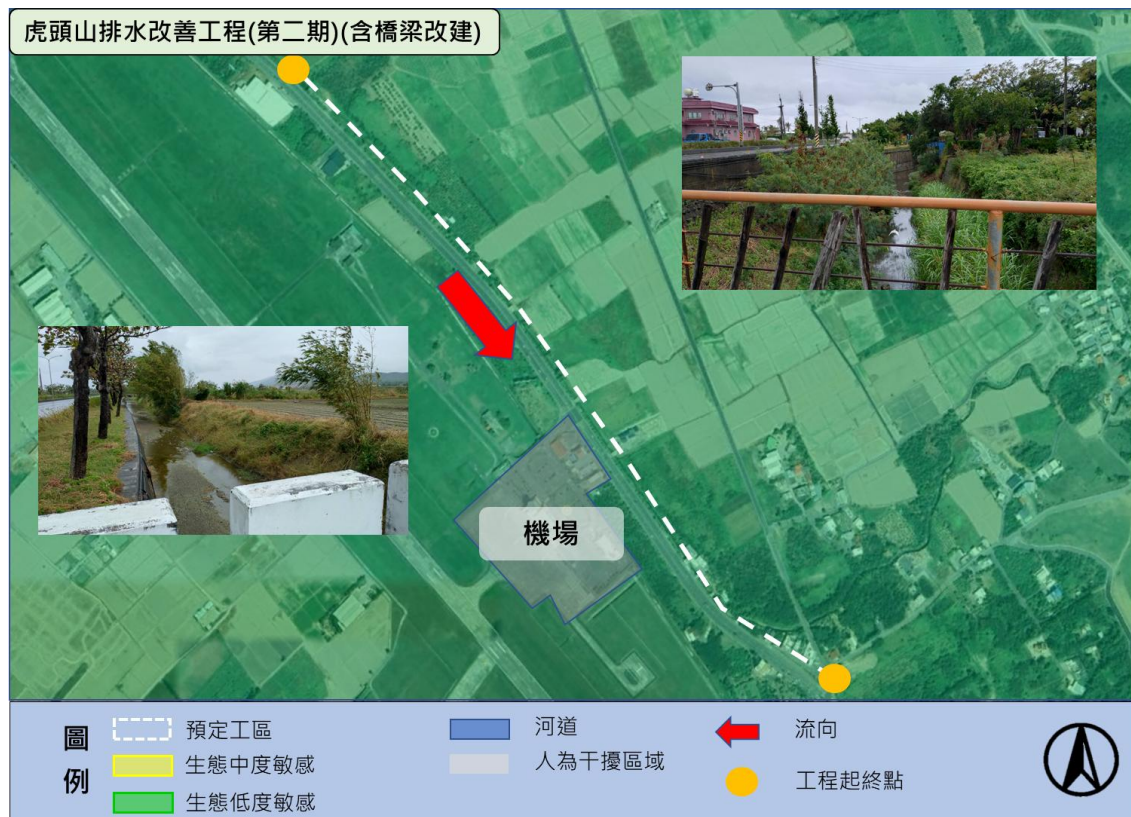 虎頭山排水改善工程(第二期)(含橋梁改建)
機場
圖例
預定工區
生態中度敏感
生態低度敏感
河道
人為干擾區域
流向
工程起終點